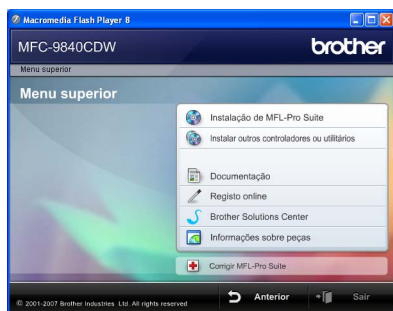 Macromedia Flash Player 8
MFC-9840CDW
brother
Menu superior
Menu superior
Instalação de MFL-Pro Suite
Instalar outros controladores ou utilitários
Documentação
Registo online
Brother Solutions Center
Informações sobre peças
Corrigir MFL-Pro Suite
© 2001-2007 Brother Industries Ltd. All rights reserved
Anterior
Sair